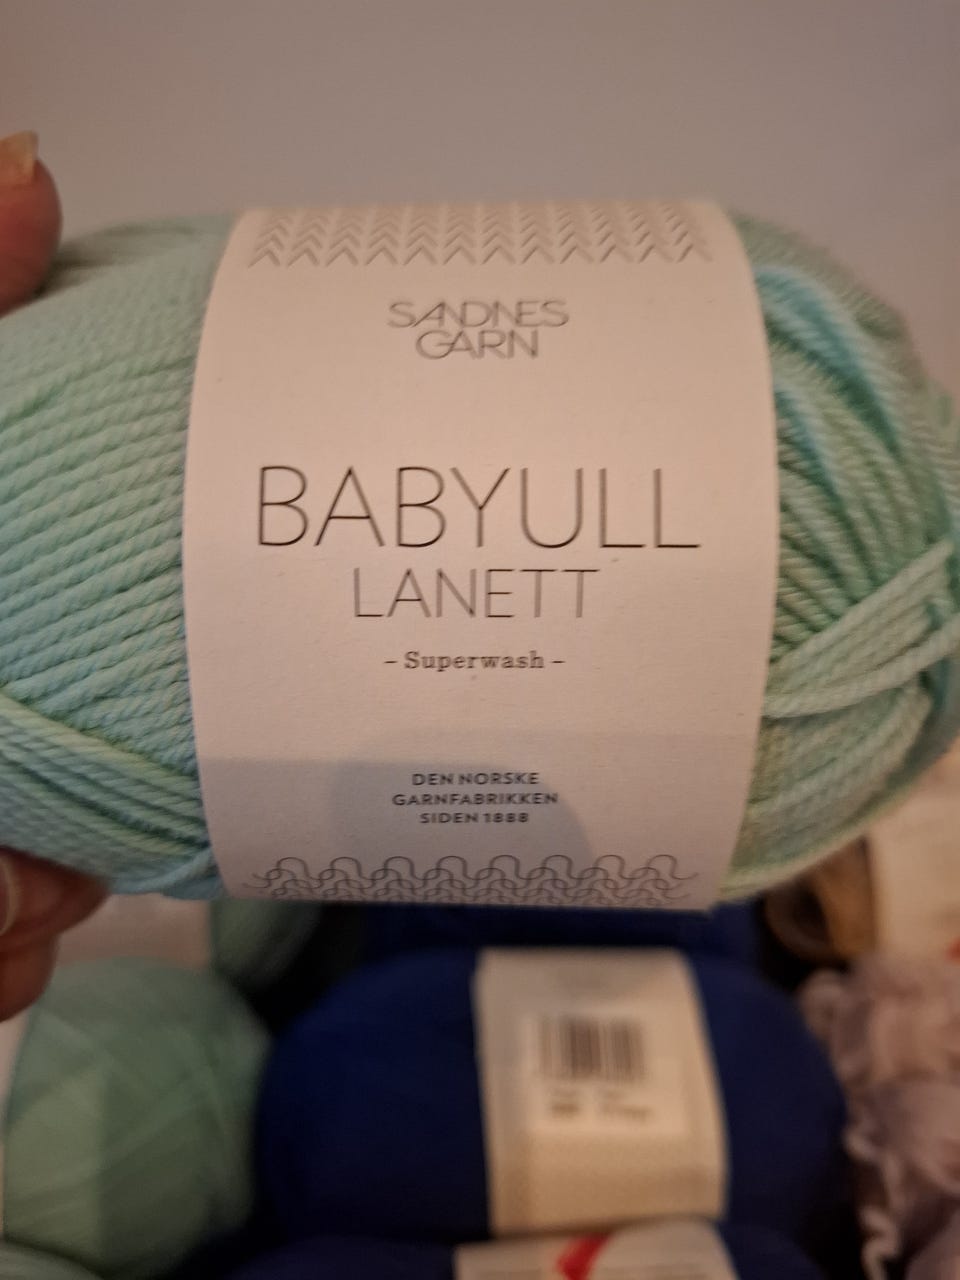 SANDNES
GARN
BABYULL
LANETT
– Superwash –
DEN NORSKE
GARNFABRIKKEN
SIDEN 1888